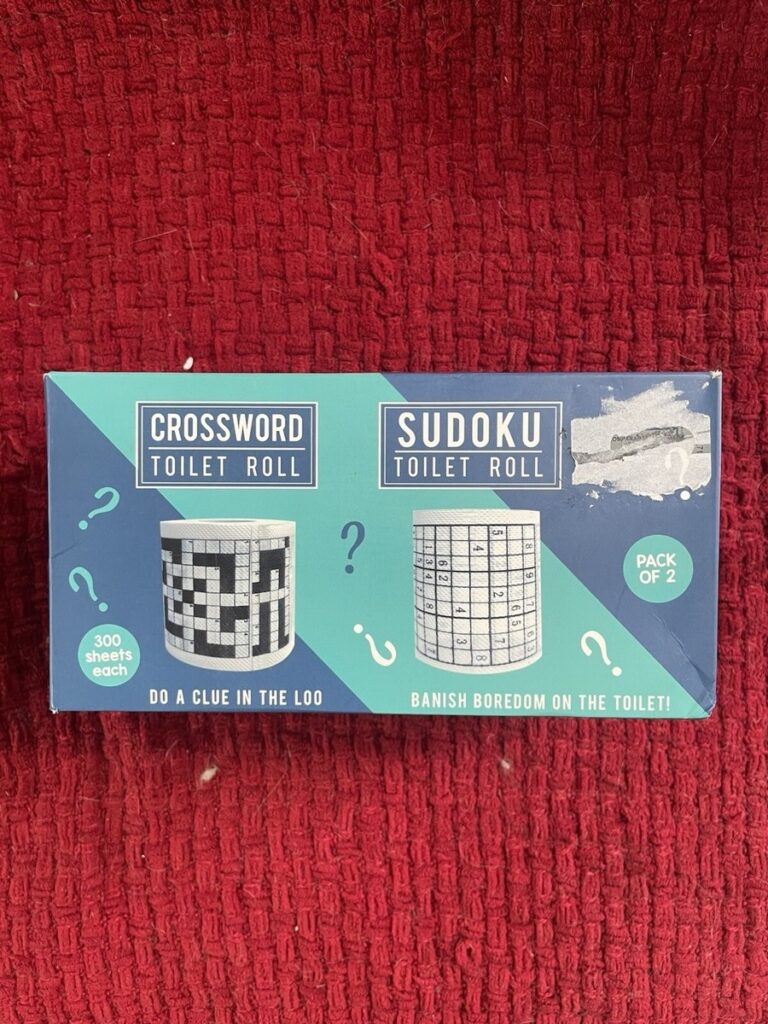 CROSSWORD
TOILET ROLL
SUDOKU
TOILET ROLL
PACK
OF 2
300
sheets
each
DO A CLUE IN THE LOO
BANISH BOREDOM ON THE TOILET!